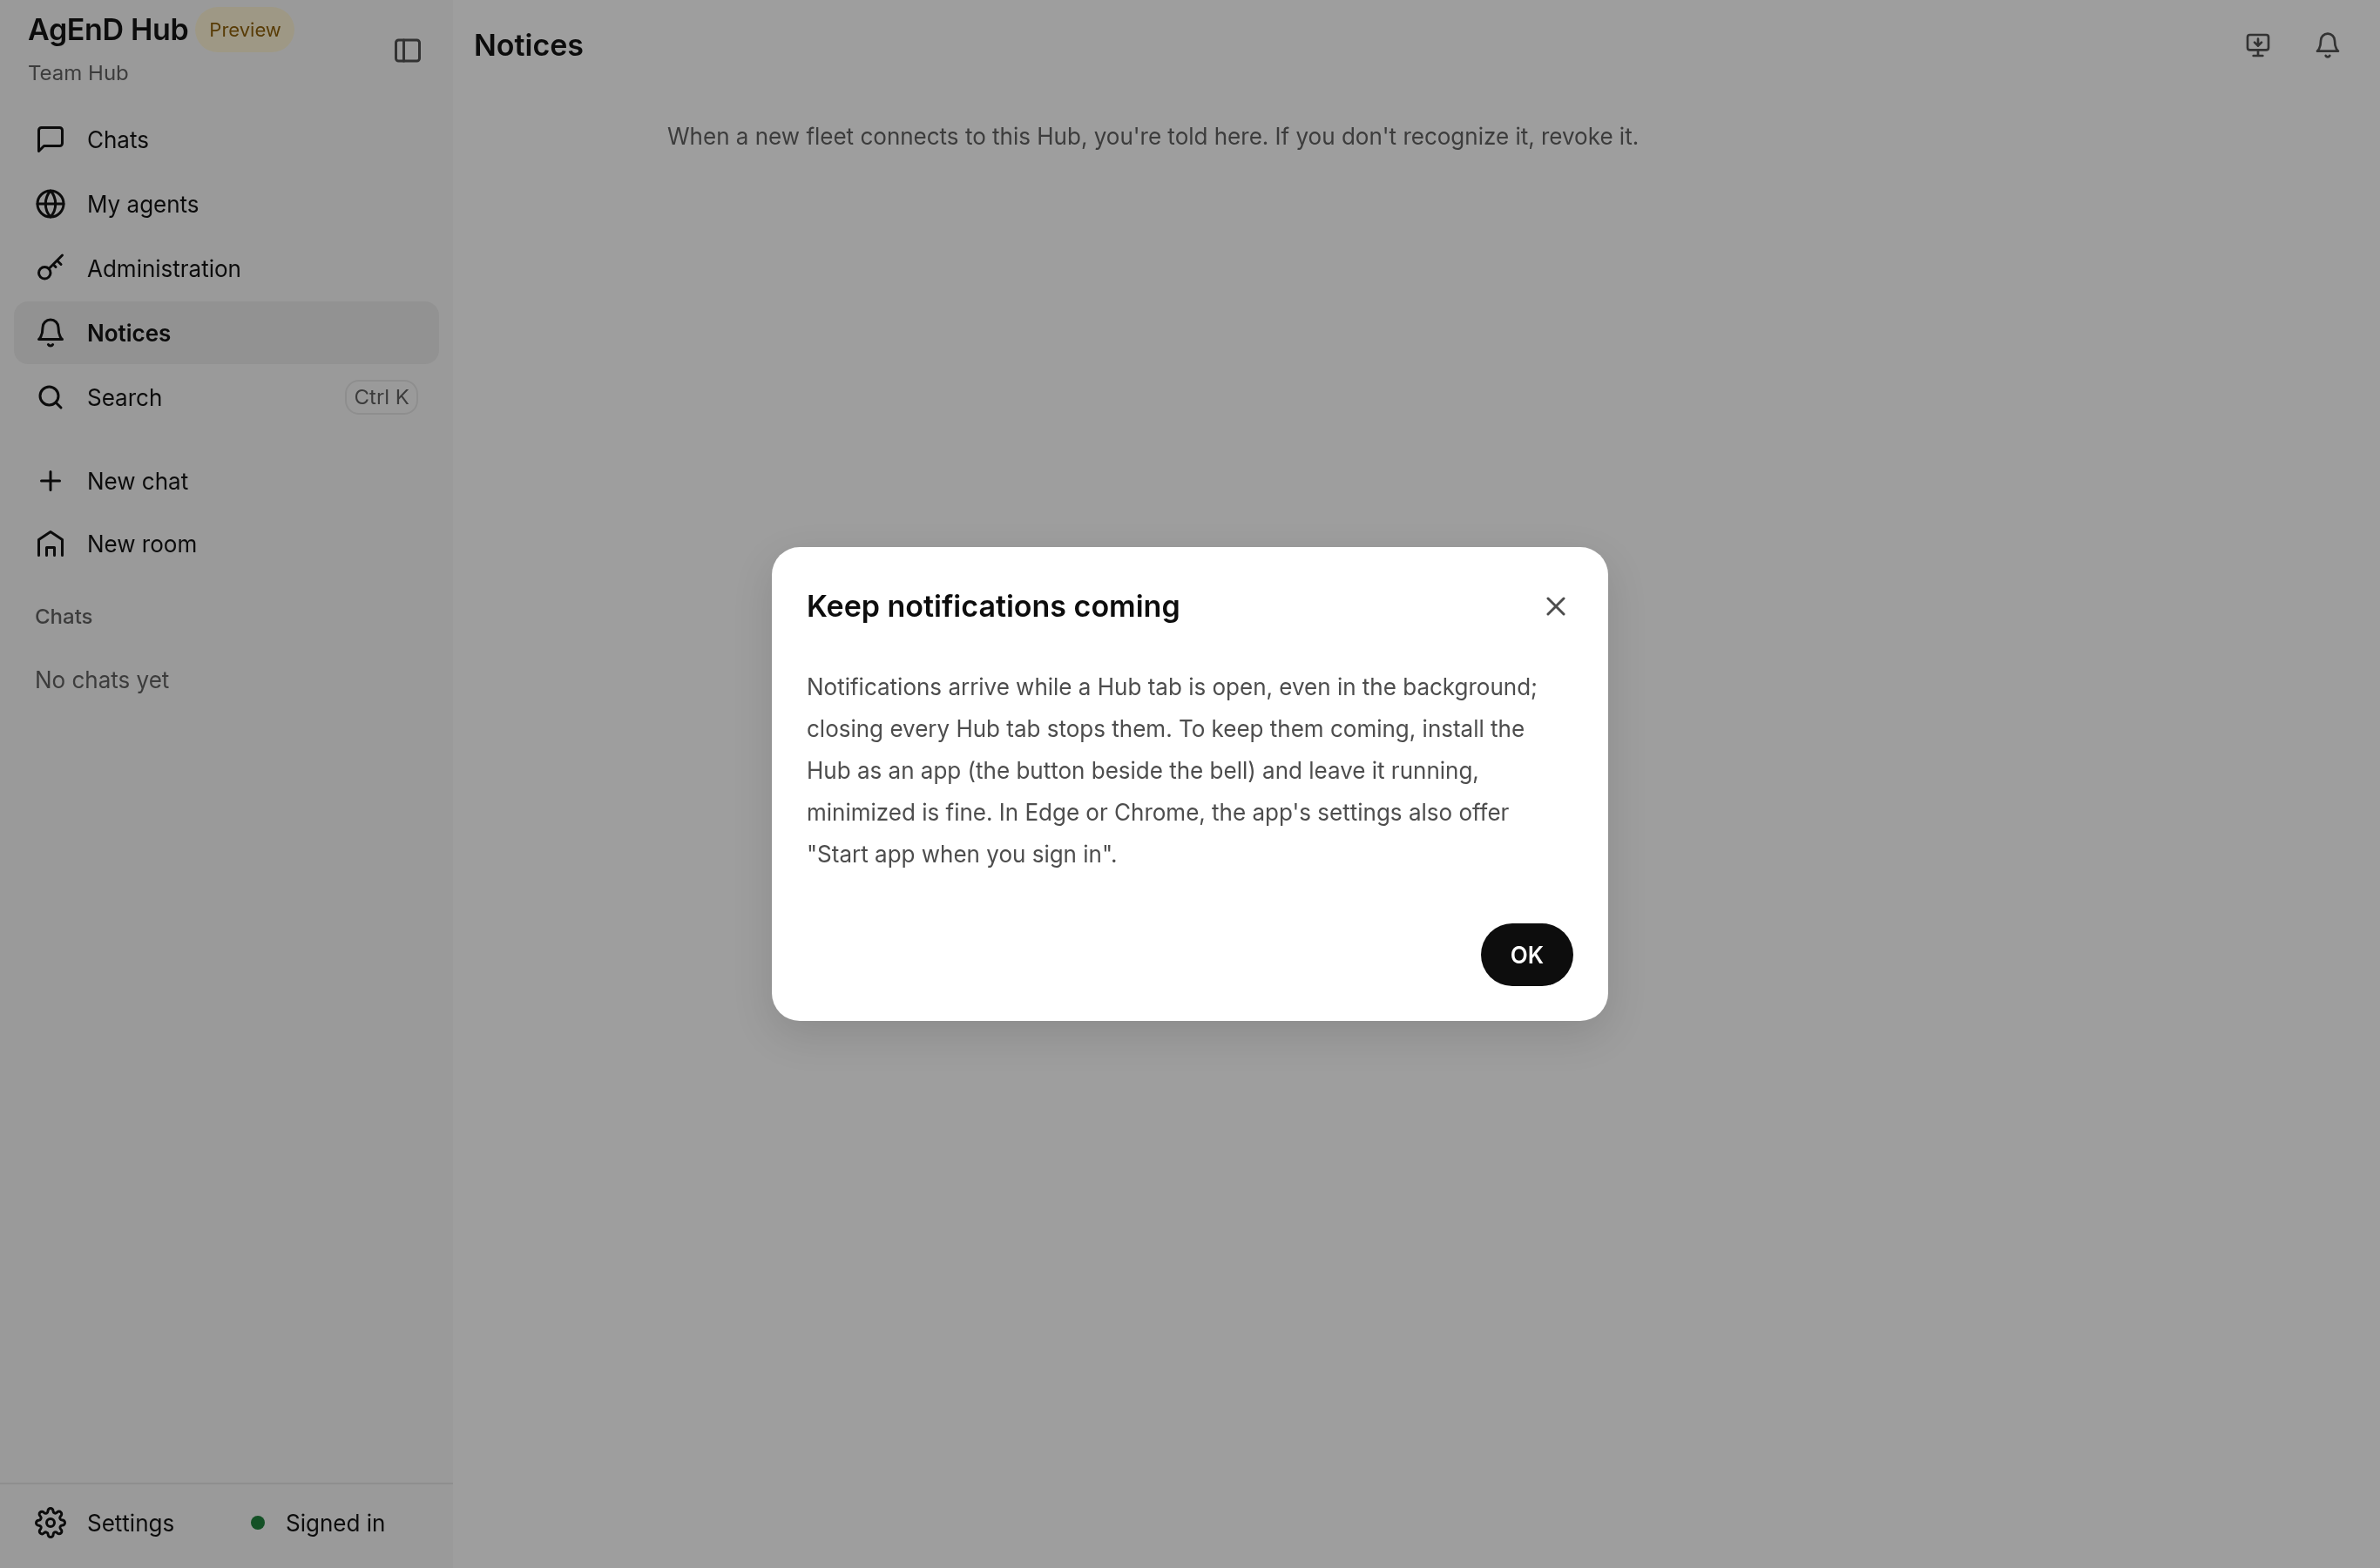 AgEnD Hub Preview
Team Hub
Chats
My agents
Administration
Notices
Search Ctrl K
New chat
New room
Chats
No chats yet
Settings
Signed in
Notices
When a new fleet connects to this Hub, you're told here. If you don't recognize it, revoke it.
Keep notifications coming
Notifications arrive while a Hub tab is open, even in the background;
closing every Hub tab stops them. To keep them coming, install the
Hub as an app (the button beside the bell) and leave it running,
minimized is fine. In Edge or Chrome, the app's settings also offer
"Start app when you sign in".
OK